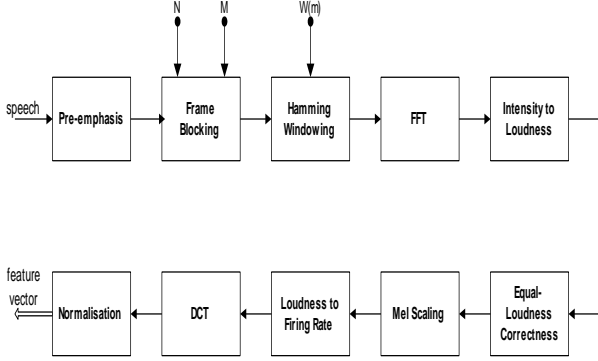 N
M
W(m)
speech
Pre-emphasis
Frame
Blocking
Hamming
Windowing
FFT
Intensity to
Loudness
feature
vector
Normalisation
DCT
Loudness to
Firing Rate
Mel Scaling
Equal-
Loudness
Correctness